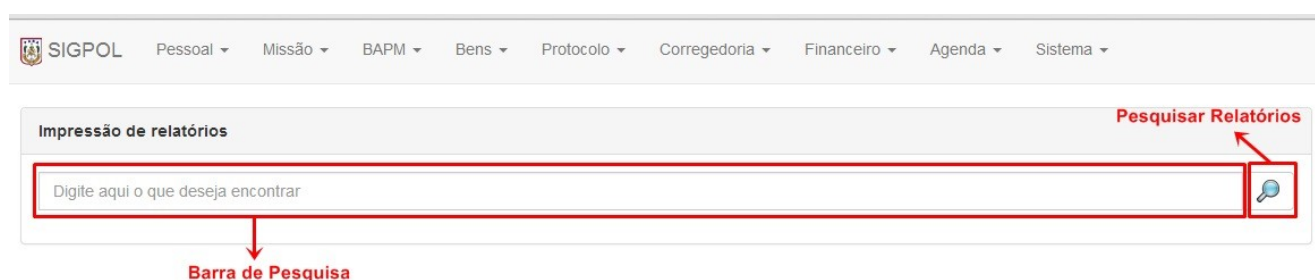 SIGPOL Pessoal Missão BAPM Bens Protocolo Corregedoria Financeiro Agenda Sistema
Pesquisar Relatórios
Impressão de relatórios
Digite aqui o que deseja encontrar
Barra de Pesquisa